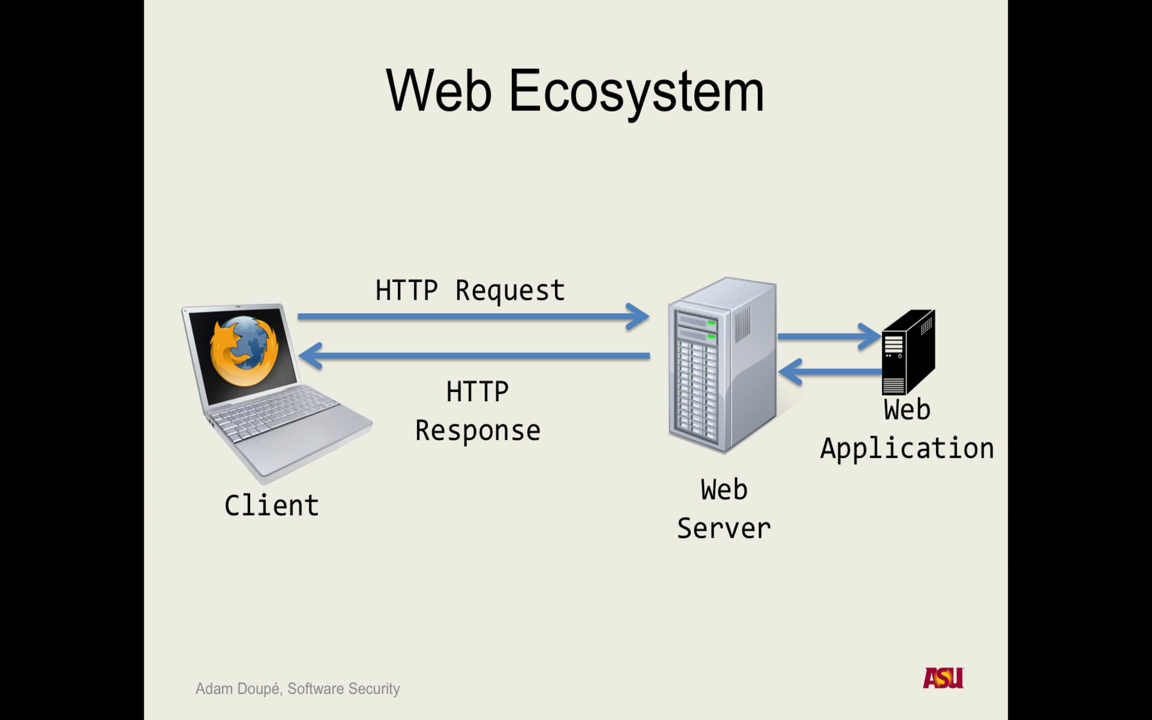 Web Ecosystem
HTTP Request
HTTP
Response
Client
Web
Server
Web
Application
Adam Doupé, Software Security
ASU